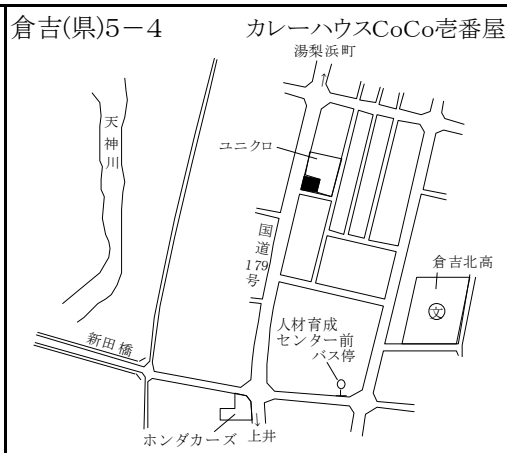 倉吉(県)5-4 カレーハウスCoCo壱番屋
湯梨浜町
↑
天神川
ユニクロ
国道179号
倉吉北高
文
人材育成
センター前
バス停
新田橋
ホンダカーズ
↓
上井